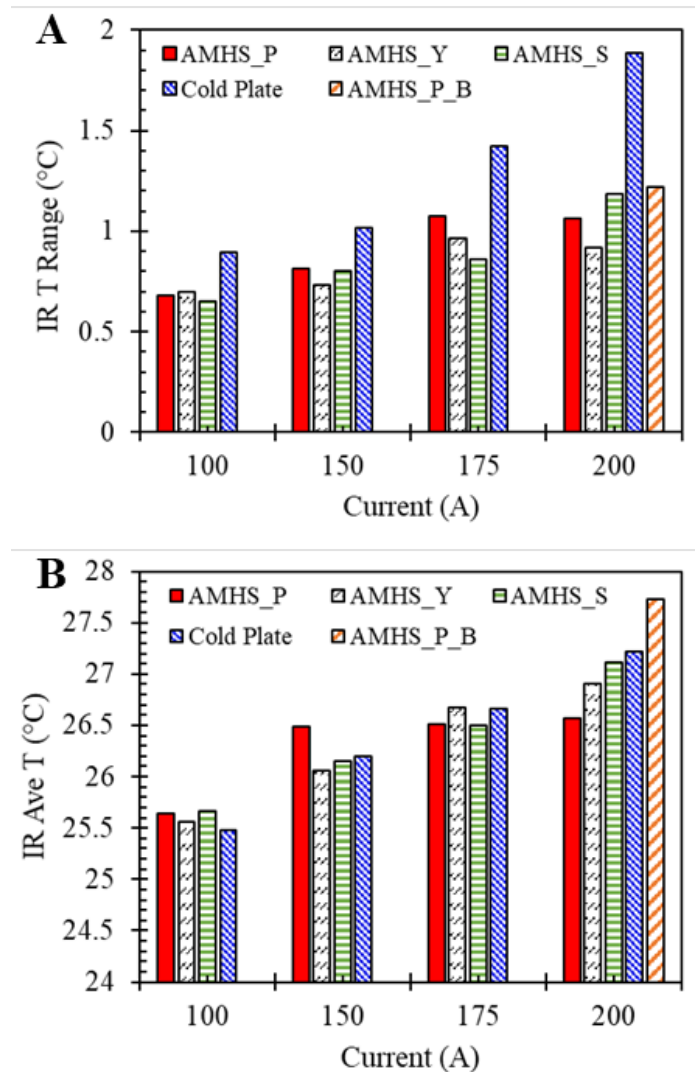 A
AMHS_P AMHS_Y AMHS_S
Cold Plate AMHS_P_B
IR T Range (°C)
2
1.5
1
0.5
0
100 150 175 200
Current (A)
B
AMHS_P AMHS_Y AMHS_S
Cold Plate AMHS_P_B
IR Ave T (°C)
28
27.5
27
26.5
26
25.5
25
24.5
24
100 150 175 200
Current (A)